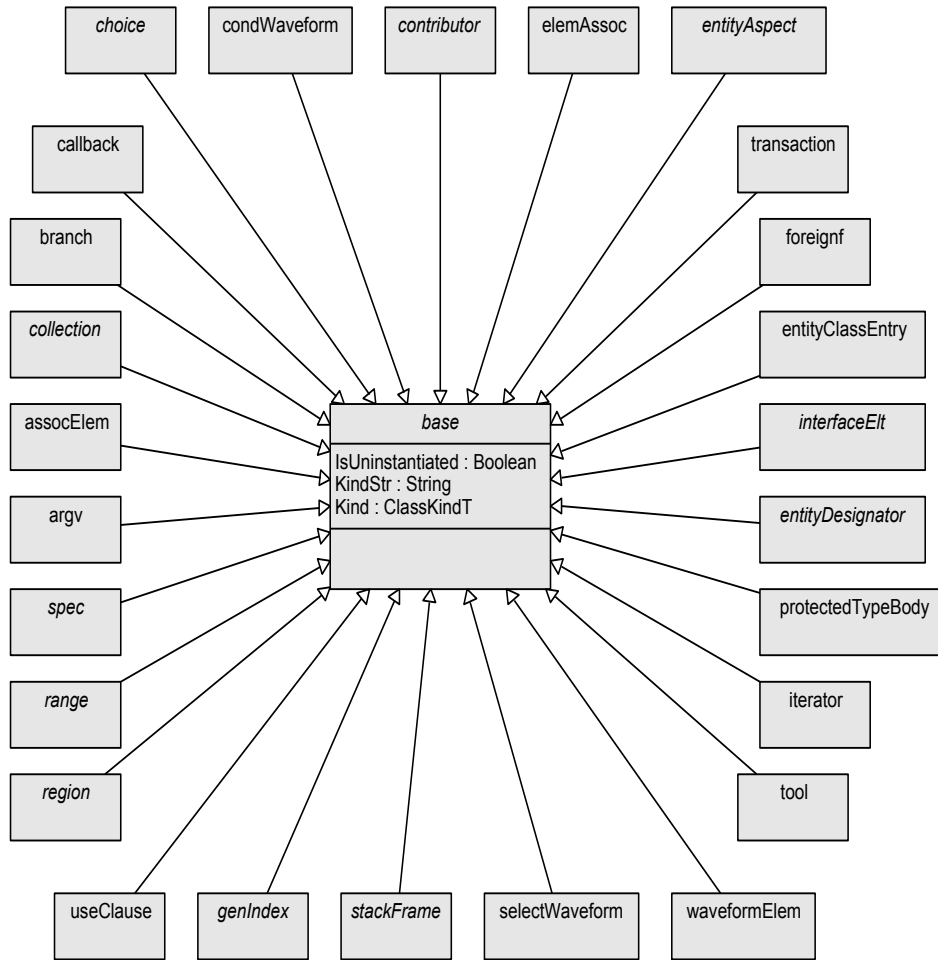 choice
condWaveform
contributor
elemAssoc
entityAspect
callback
transaction
branch
foreignf
collection
entityClassEntry
base
assocElem
interfaceElt
IsUninstantiated : Boolean
KindStr : String
Kind : ClassKindT
argv
entityDesignator
spec
protectedTypeBody
range
iterator
region
tool
useClause
genIndex
stackFrame
selectWaveform
waveformElem